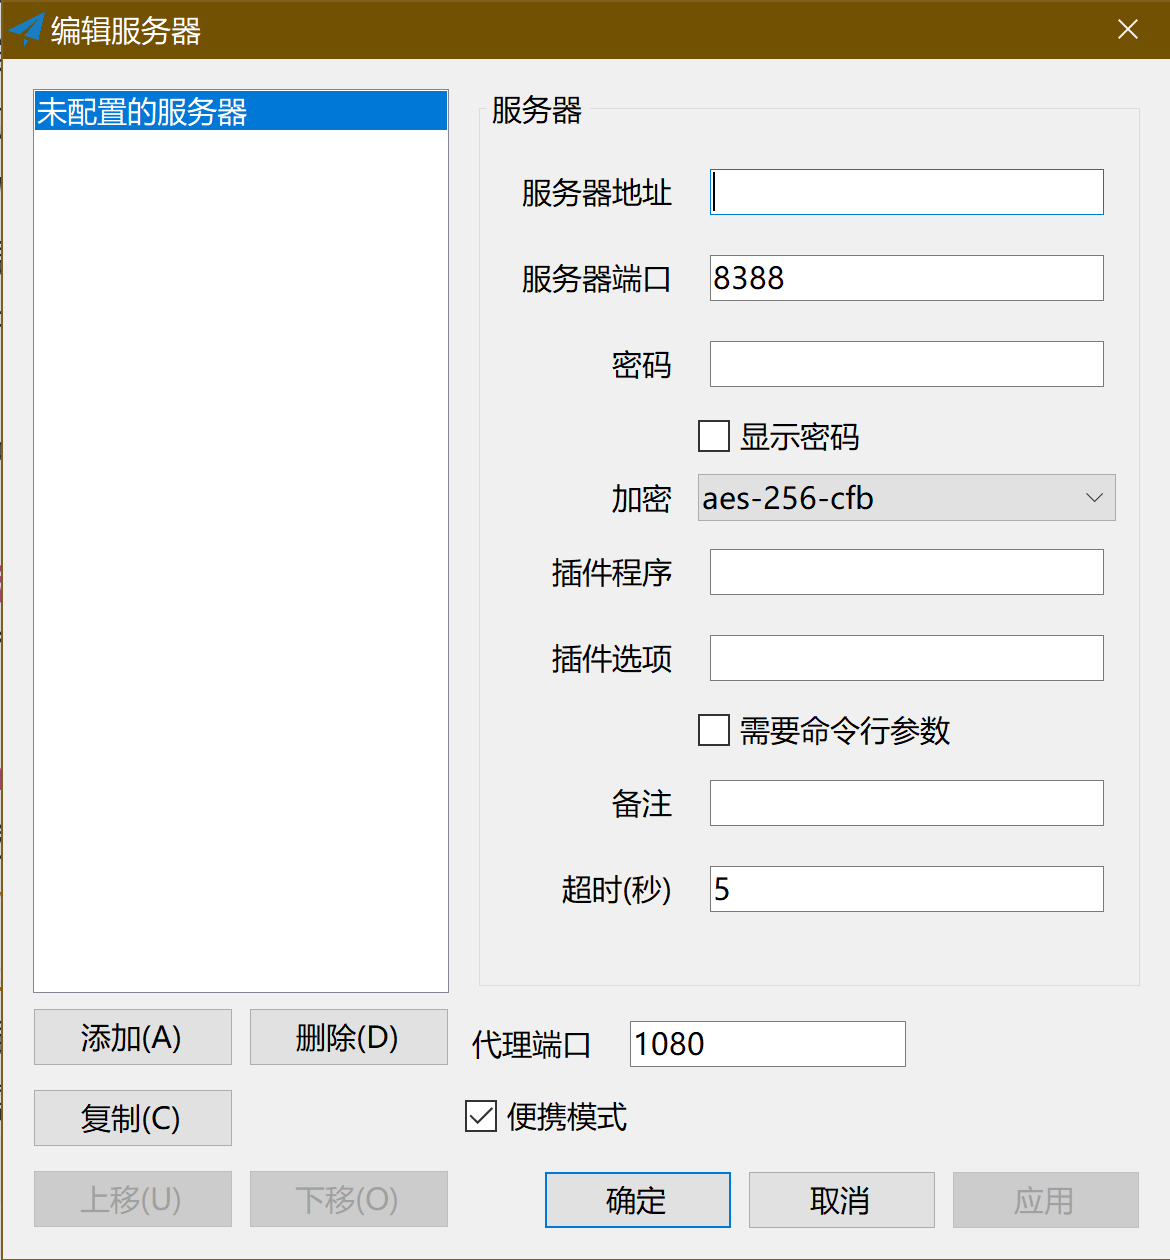 编辑服务器
未配置的服务器
服务器
服务器地址
服务器端口 8388
密码
显示密码
加密 aes-256-cfb
插件程序
插件选项
需要命令行参数
备注
超时(秒) 5
添加(A) 删除(D) 代理端口 1080
复制(C) 便携模式
上移(U) 下移(O) 确定 取消 应用